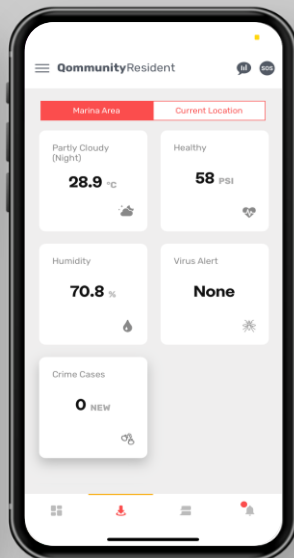 QommunityResident
SOS
Marina Area
Current Location
Partly Cloudy
(Night)
28.9 °C
Healthy
58 PSI
Humidity
70.8 %
Virus Alert
None
Crime Cases
0 NEW